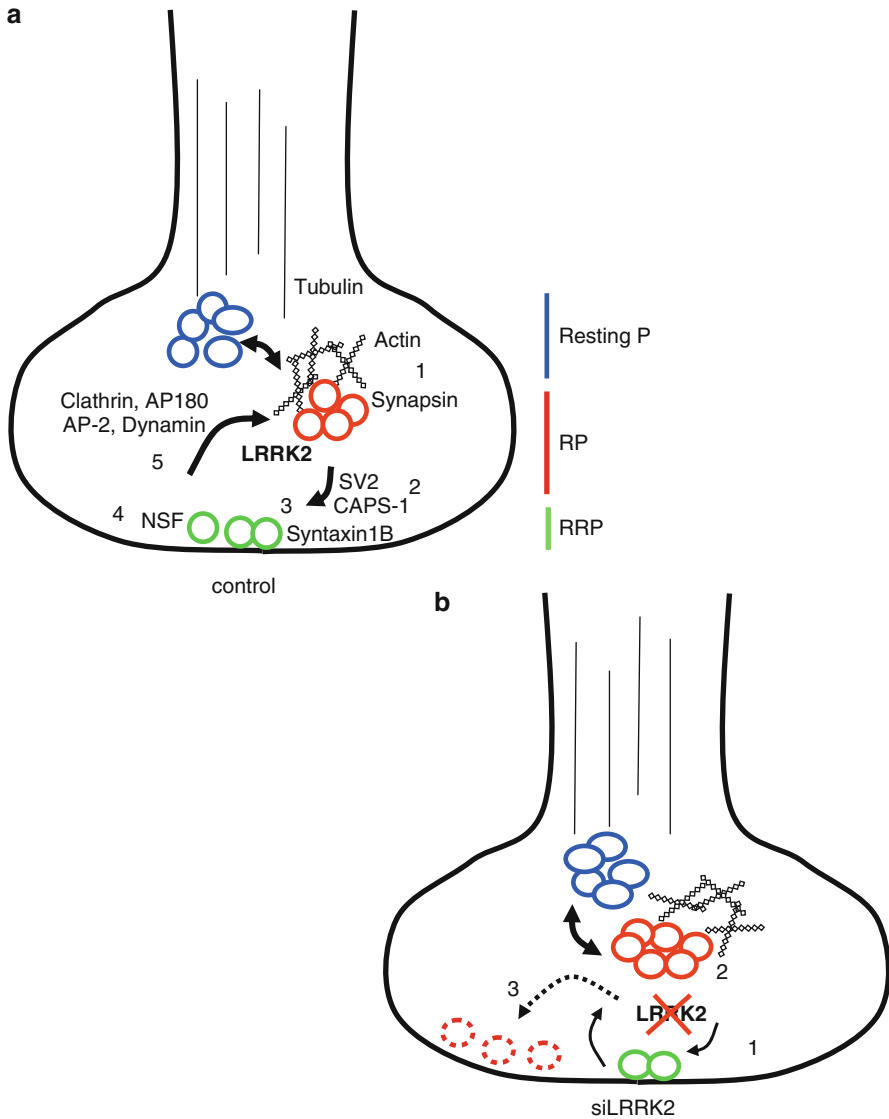 a
Tubulin
Actin
1
Synapsin
Clathrin, AP180
AP-2, Dynamin
5
LRRK2
SV2
2
CAPS-1
3
4
NSF
Syntaxin1B
control
Resting P
RP
RRP
b
2
3
LRRK2
1
siLRRK2